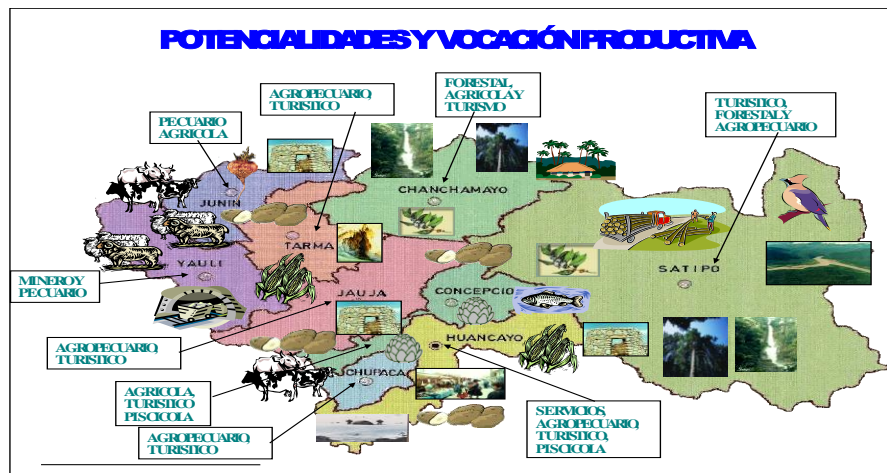 POTENCIALIDADES Y VOCACIÓN PRODUCTIVA
FORESTAL,
AGRICOLA Y
TURISMO
AGROPECUARIO,
TURISTICO
TURISTICO,
FORESTAL Y
AGROPECUARIO
PECUARIO
AGRICOLA
JUNIN
CHANCHAMAYO
TARMA
YAULI
SATIPO
MINERO Y
PECUARIO
JAUJA
CONCEPCIO
HUANCAYO
AGROPECUARIO,
TURISTICO
CHUPACA
AGRICOLA,
TURISTICO
PISCICOLA
SERVICIOS,
AGROPECUARIO,
TURISTICO,
PISCICOLA
AGROPECUARIO,
TURISTICO